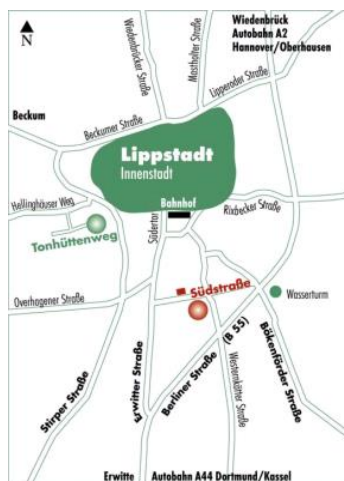 N
Wiedenbrück
Autobahn A2
Hannover/Oberhausen
Wiedenbrücker Straße
Mastholter Straße
Lipperoder Straße
Beckum
Beckumer Straße
Lippstadt
Innenstadt
Bahnhof
Hellinghäuser Weg
Tonhüttenweg
Südertor
Rixbecker Straße
Südstraße
Wasserturm
Overhagener Straße
Stirper Straße
Erwitter Straße
Berliner Straße
(B 55)
Westernkötter Straße
Bökenförder Straße
Erwitte
Autobahn A44 Dortmund/Kassel